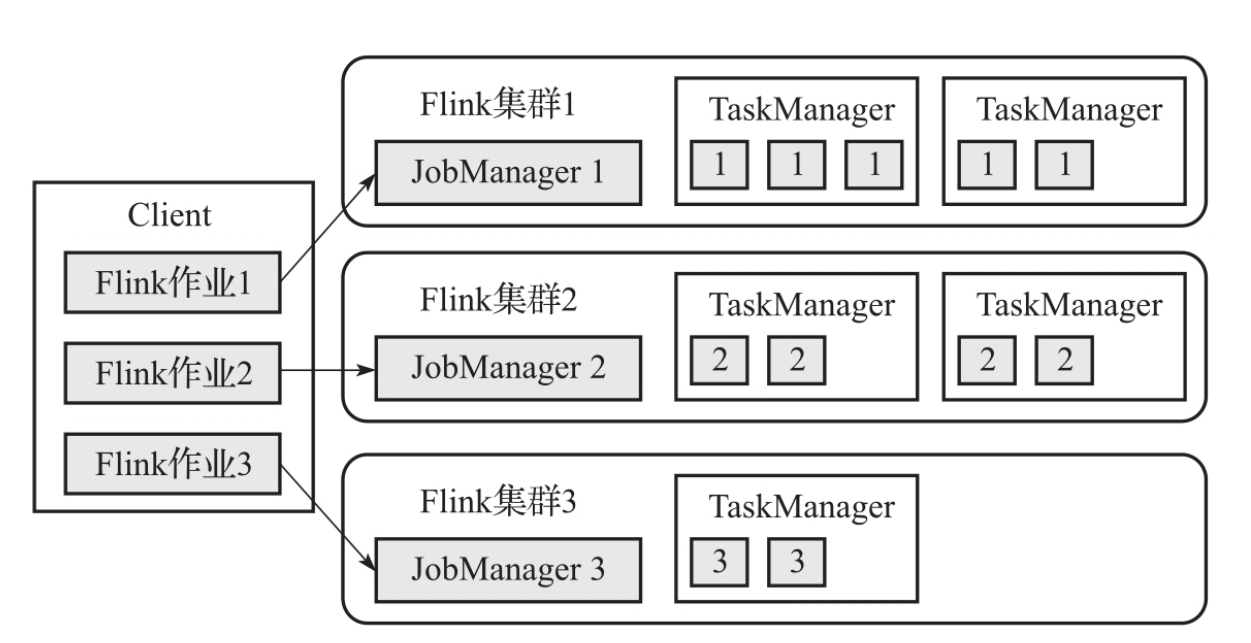 Client
Flink作业1
Flink作业2
Flink作业3
Flink集群1
JobManager 1
TaskManager
1 1 1
TaskManager
1 1
Flink集群2
JobManager 2
TaskManager
2 2
TaskManager
2 2
Flink集群3
JobManager 3
TaskManager
3 3